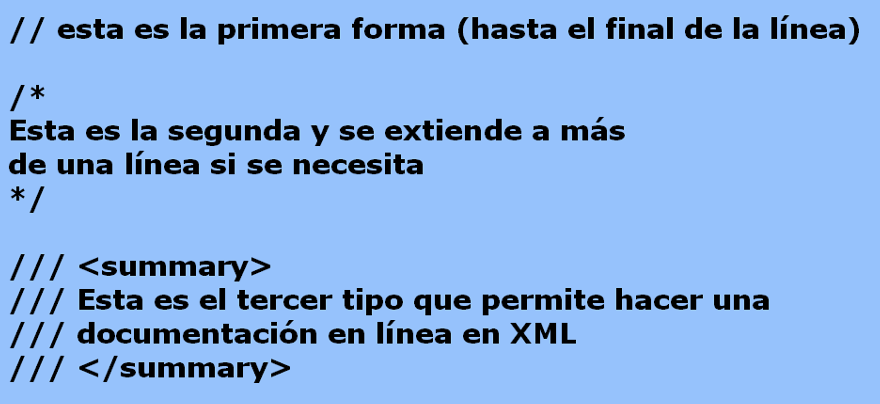 // esta es la primera forma (hasta el final de la línea)
/*
Esta es la segunda y se extiende a más
de una línea si se necesita
*/
/// <summary>
/// Esta es el tercer tipo que permite hacer una
/// documentación en línea en XML
/// </summary>